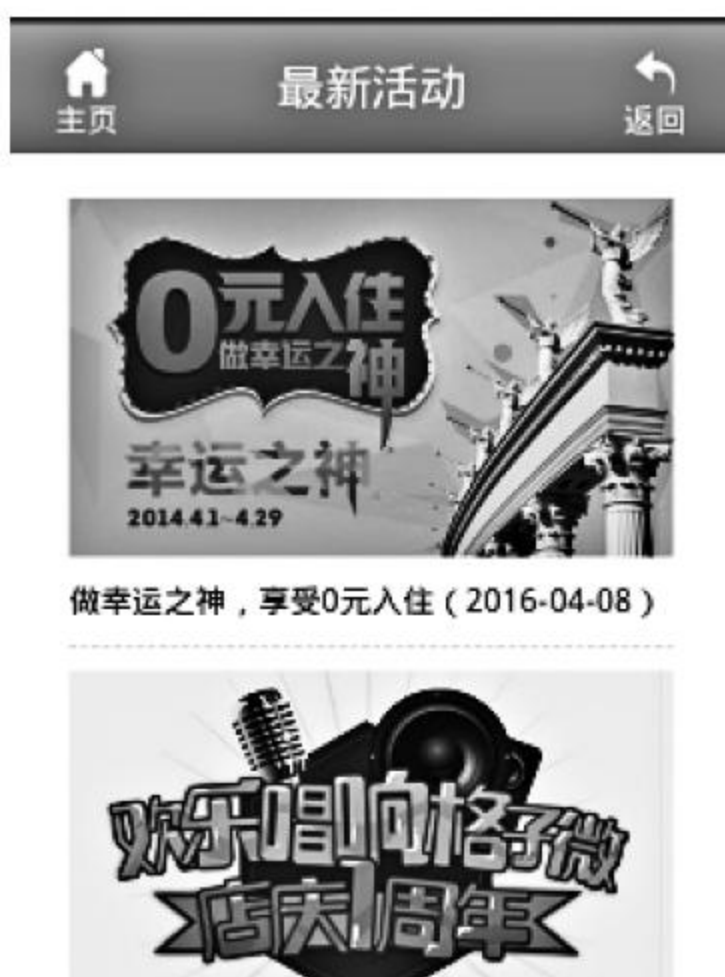 最新活动
主页
返回
0元入住
做幸运之神
幸运之神
2014.4.1~4.29
做幸运之神，享受0元入住（2016-04-08）
欢乐唱响格子微
店庆1周年